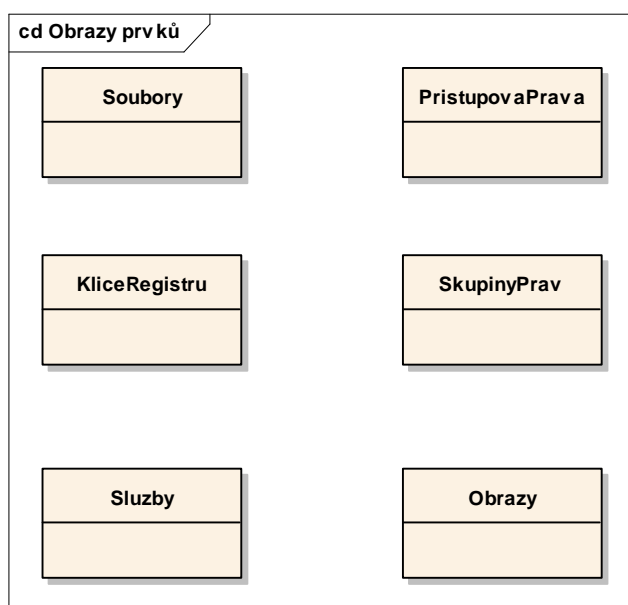 cd Obrazy prvků
Soubory
PristupovaPrava
KliceRegistru
SkupinyPrav
Sluzby
Obrazy